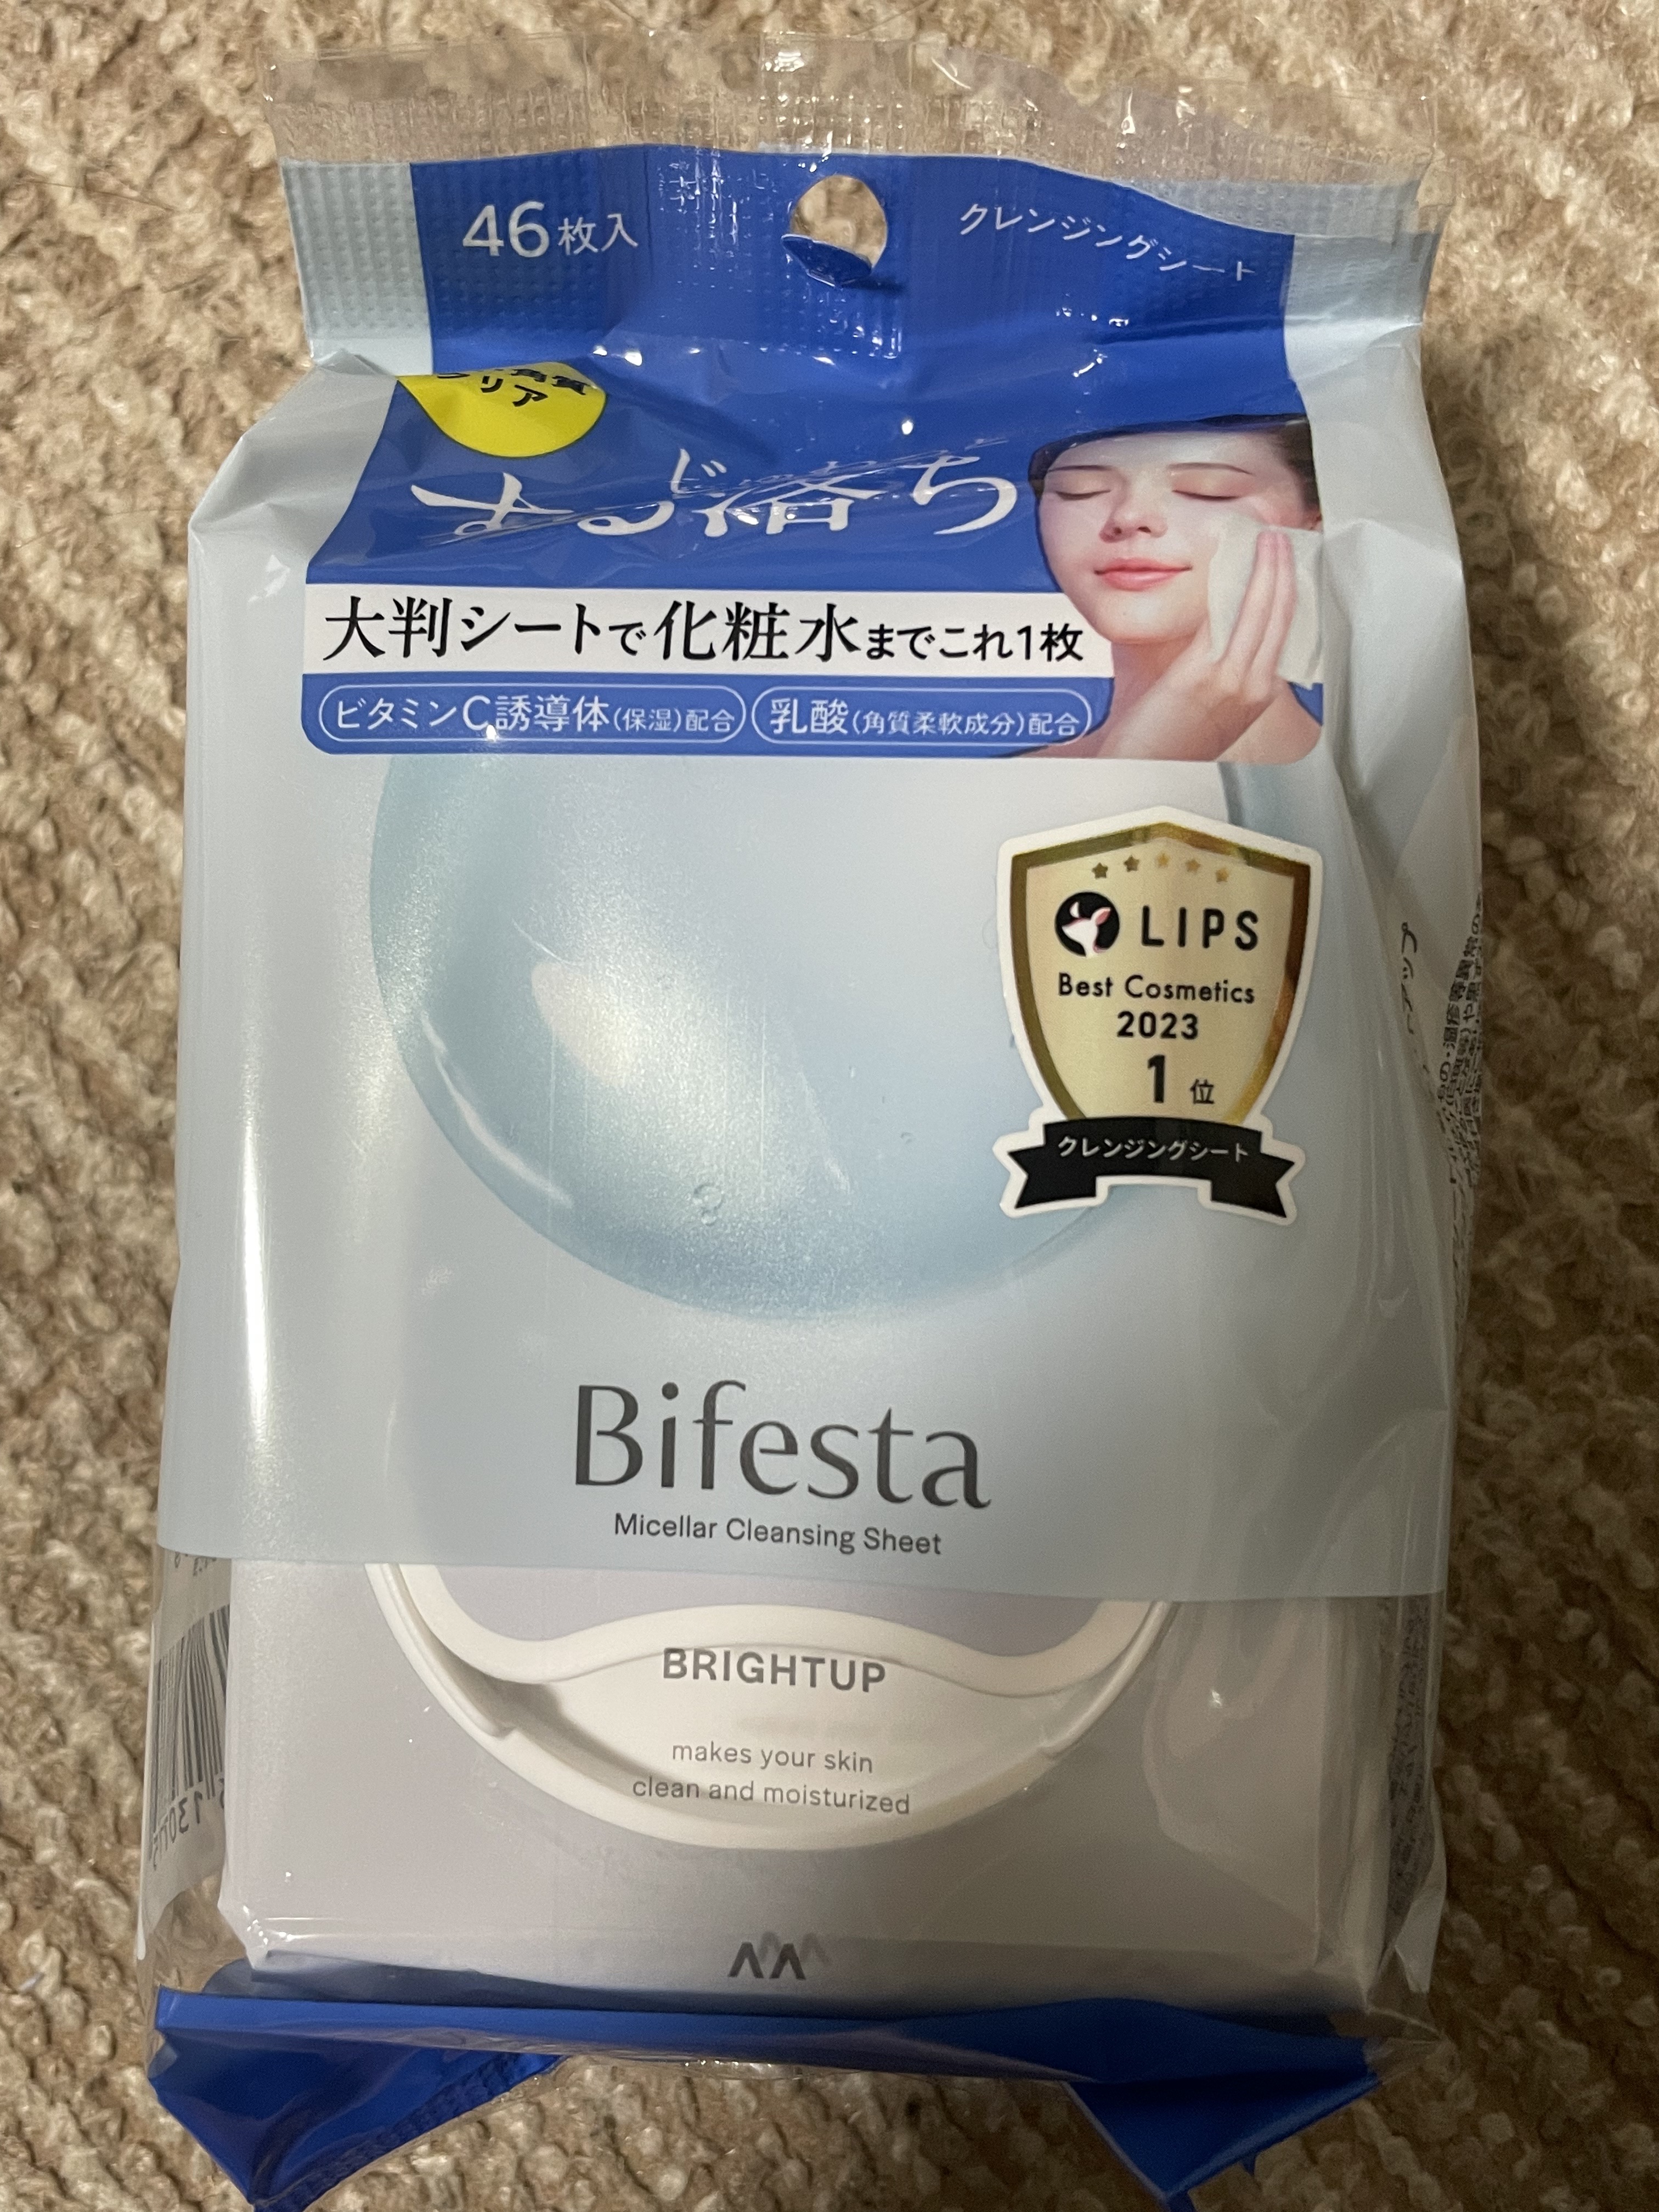 46枚入
クレンジングシート
角質
クリア
まるじ落ち
大判シートで化粧水までこれ1枚
ビタミンC誘導体(保湿)配合
乳酸(角質柔軟成分)配合
LIPS
Best Cosmetics
2023
1位
クレンジングシート
Bifesta
Micellar Cleansing Sheet
BRIGHTUP
makes your skin
clean and moisturized